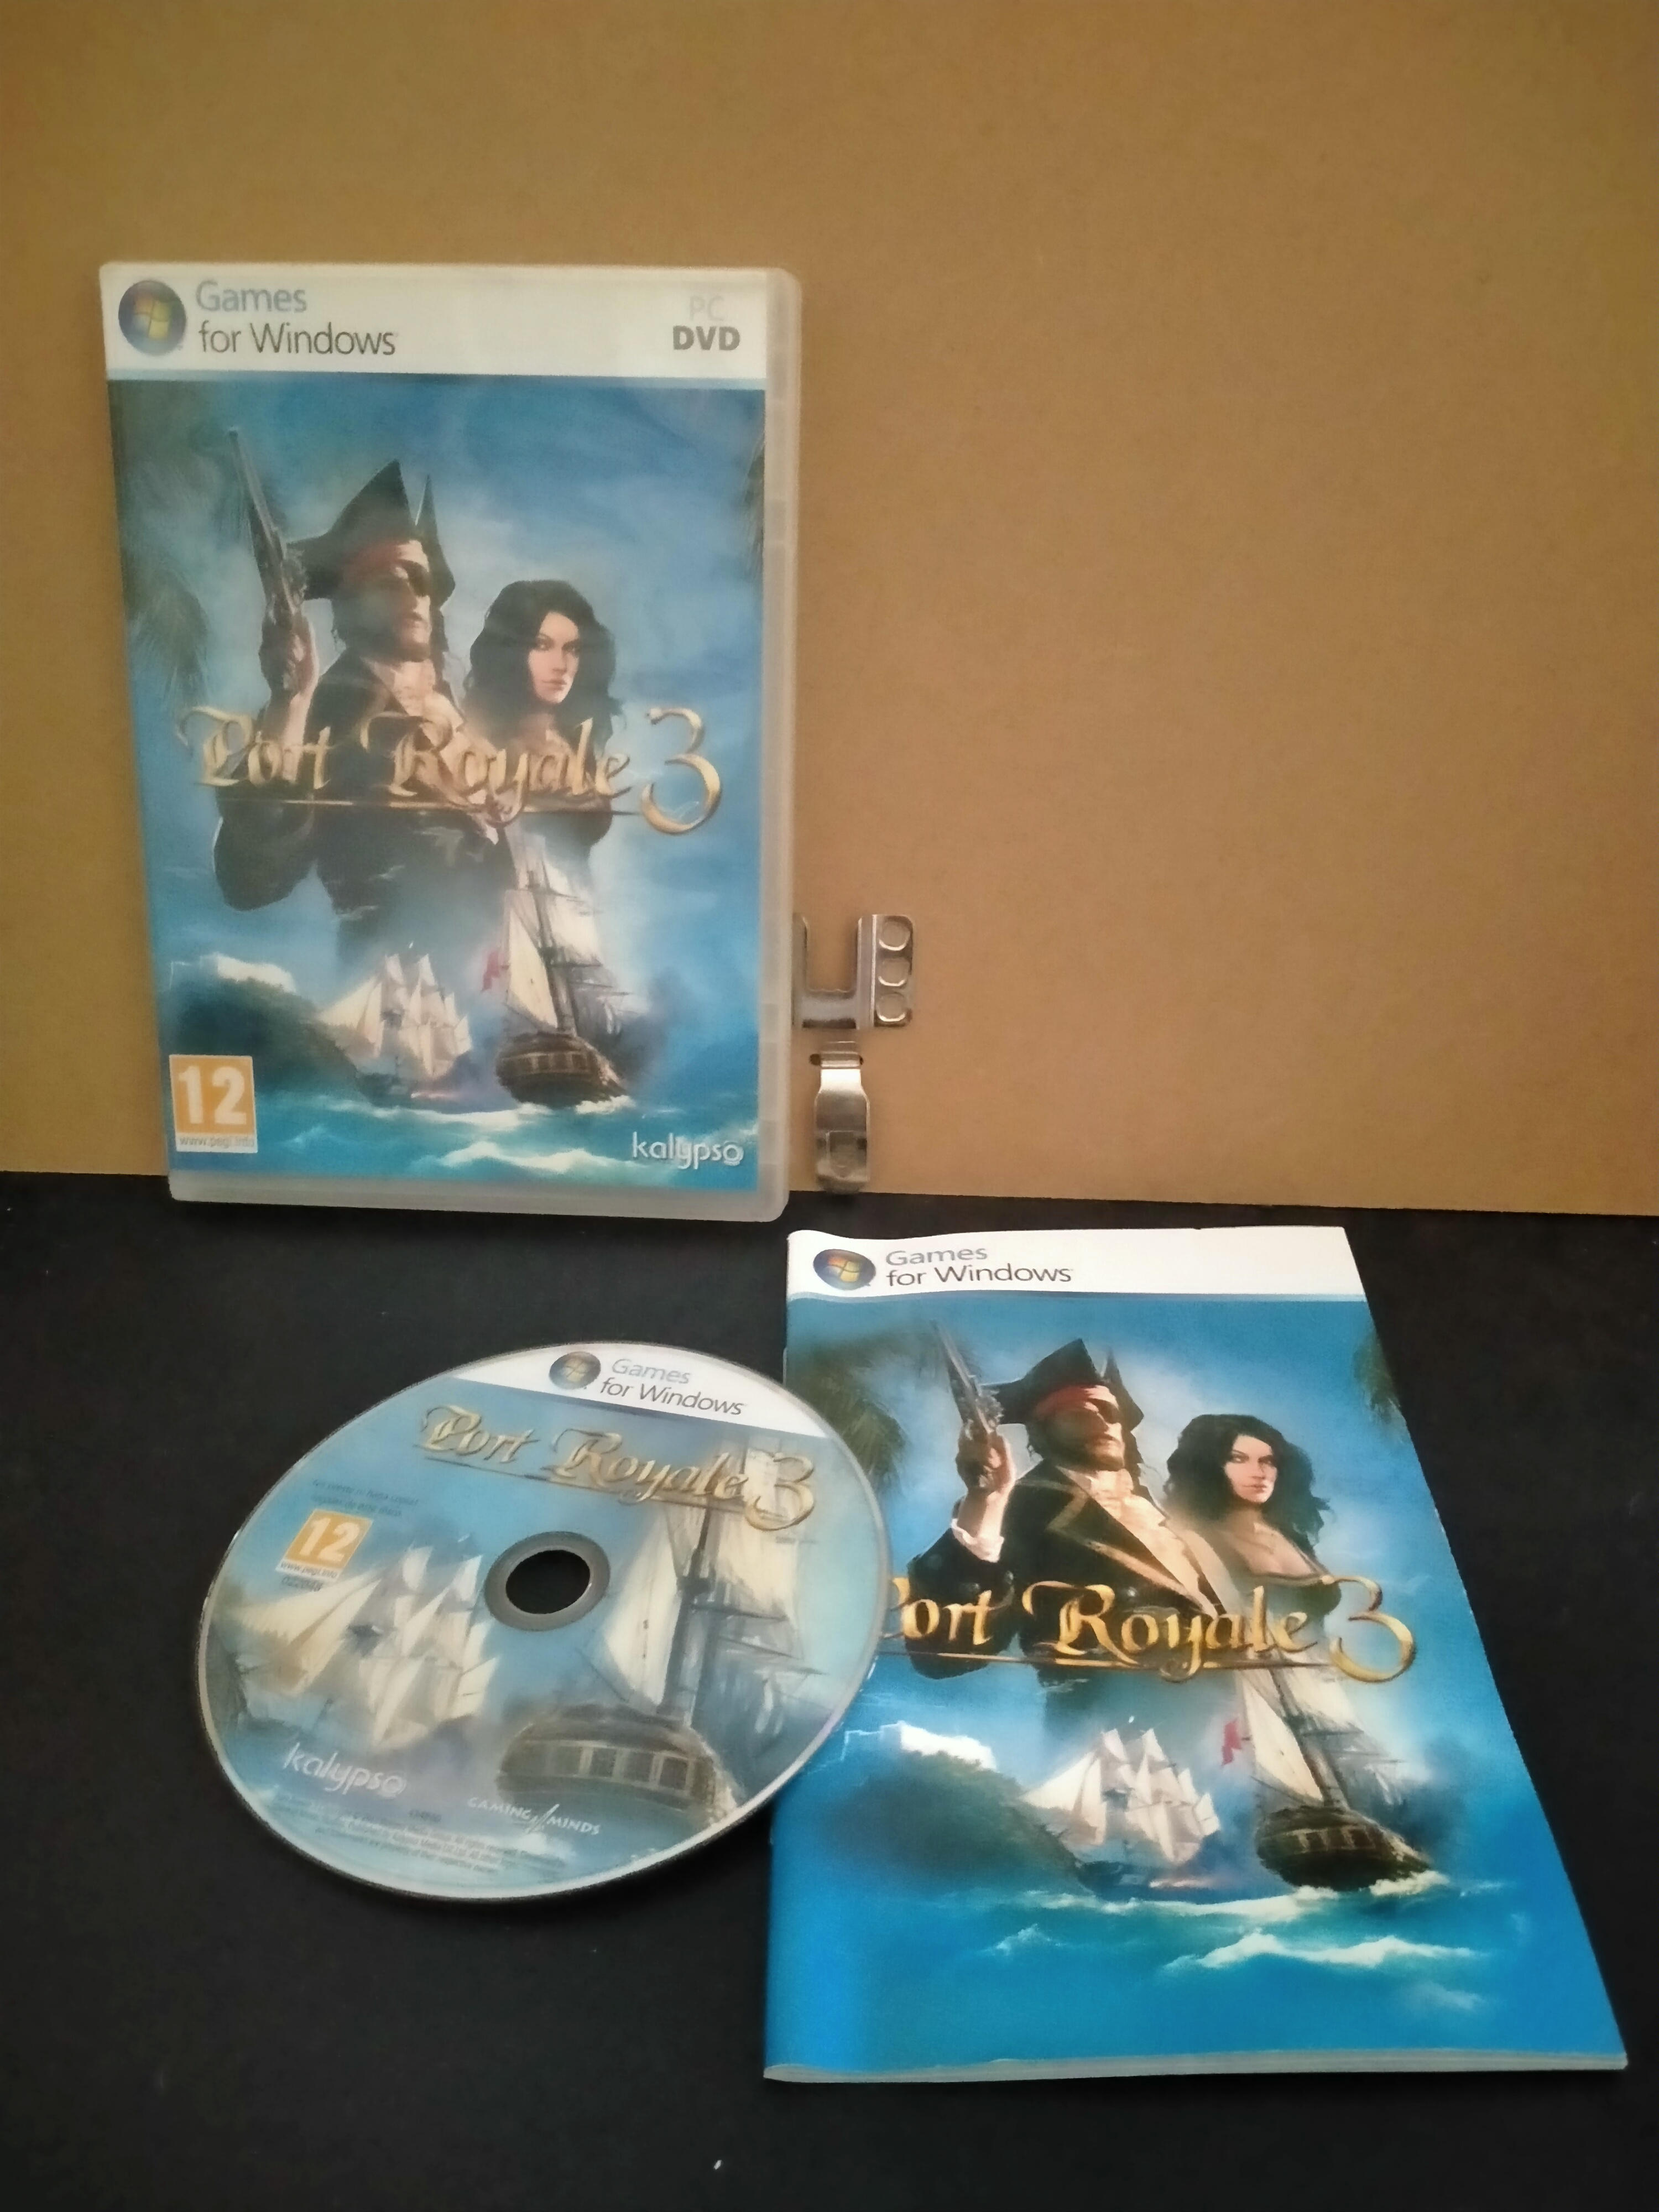 Games
for Windows
PC
DVD
Port Royale 3
12
www.pegi.info
kalypso
Games
for Windows
Port Royale 3
12
www.pegi.info
kalypso
GAMING MINDS
Games
for Windows
Port Royale 3